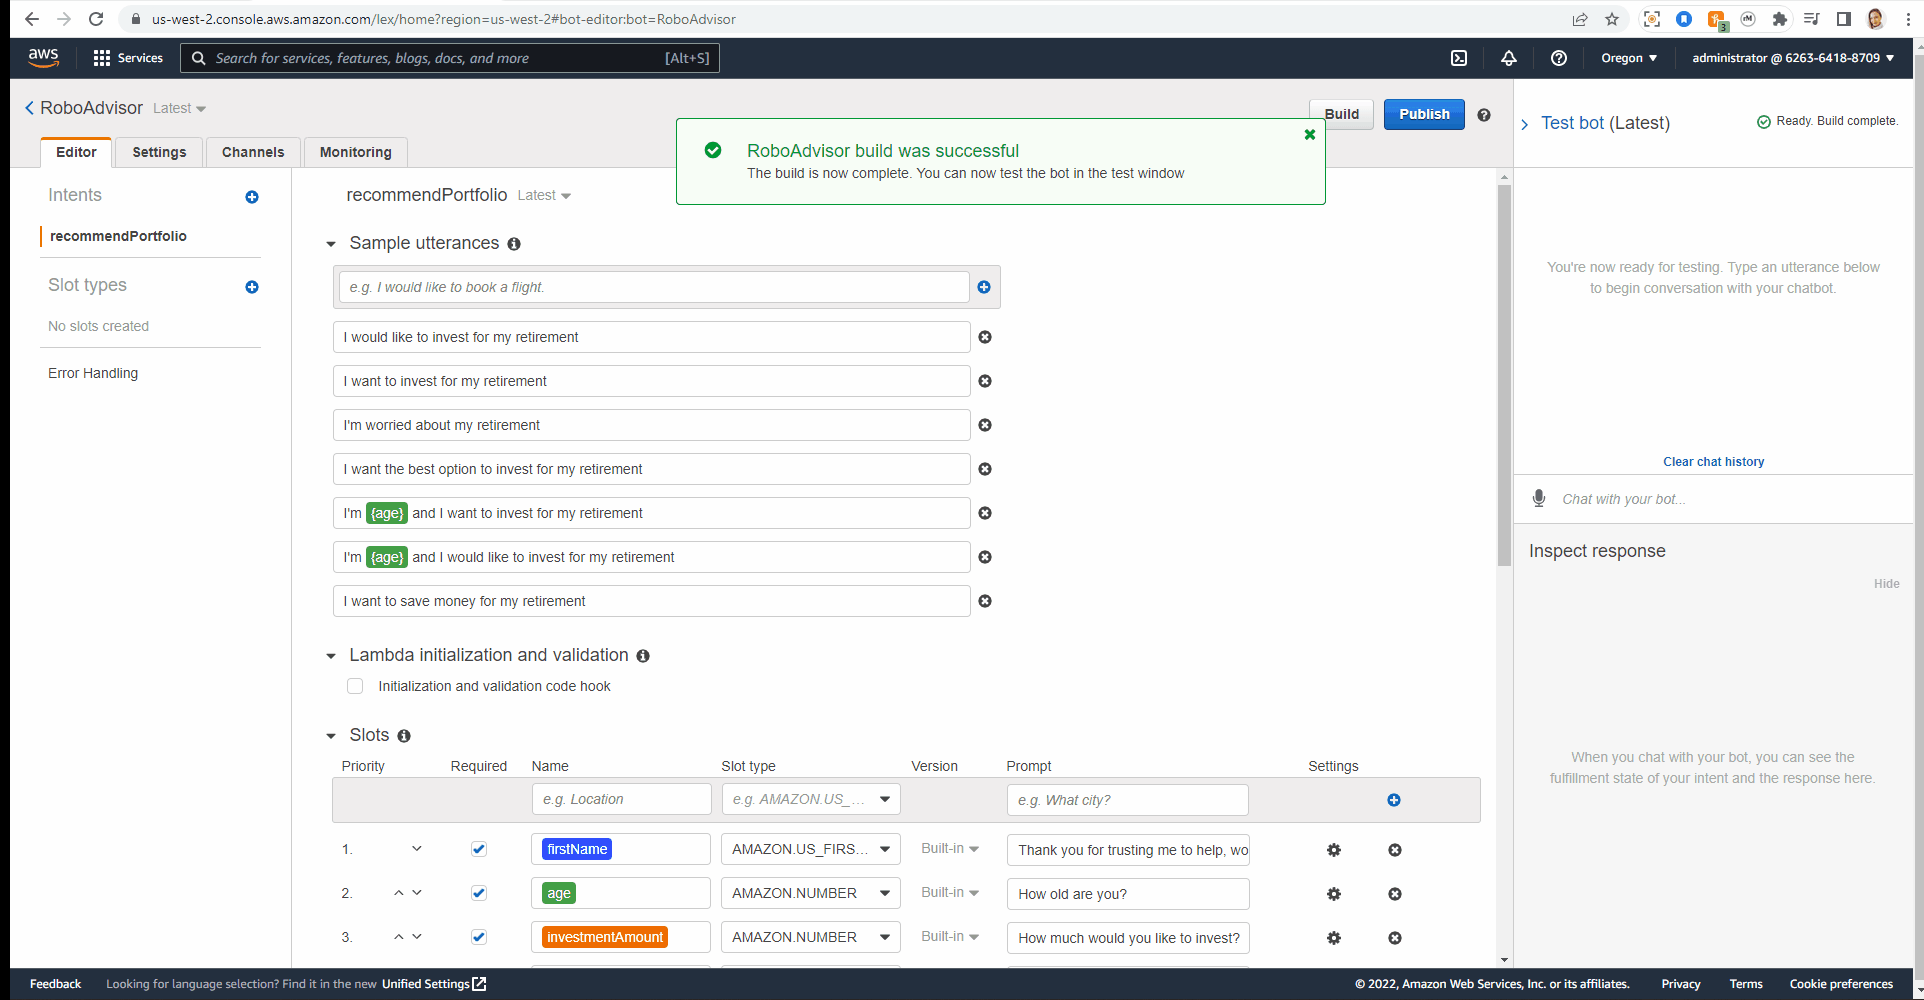 us-west-2.console.aws.amazon.com/lex/home?region=us-west-2#bot-editor:bot=RoboAdvisor
3
aws
Services
Search for services, features, blogs, docs, and more
[Alt+S]
Oregon
administrator @ 6263-6418-8709
RoboAdvisor Latest
Build
Publish
Test bot (Latest)
Ready. Build complete.
Editor
Settings
Channels
Monitoring
RoboAdvisor build was successful
The build is now complete. You can now test the bot in the test window
Intents
recommendPortfolio
Slot types
No slots created
Error Handling
recommendPortfolio Latest
Sample utterances
e.g. I would like to book a flight.
I would like to invest for my retirement
I want to invest for my retirement
I'm worried about my retirement
I want the best option to invest for my retirement
I'm {age} and I want to invest for my retirement
I'm {age} and I would like to invest for my retirement
I want to save money for my retirement
Lambda initialization and validation
Initialization and validation code hook
Slots
Priority Required Name Slot type Version Prompt Settings
e.g. Location e.g. AMAZON.US_... e.g. What city?
1. firstName AMAZON.US_FIRS... Built-in Thank you for trusting me to help, wo
2. age AMAZON.NUMBER Built-in How old are you?
3. investmentAmount AMAZON.NUMBER Built-in How much would you like to invest?
You're now ready for testing. Type an utterance below
to begin conversation with your chatbot.
Clear chat history
Chat with your bot...
Inspect response
Hide
When you chat with your bot, you can see the
fulfillment state of your intent and the response here.
Feedback
Looking for language selection? Find it in the new Unified Settings
© 2022, Amazon Web Services, Inc. or its affiliates.
Privacy
Terms
Cookie preferences